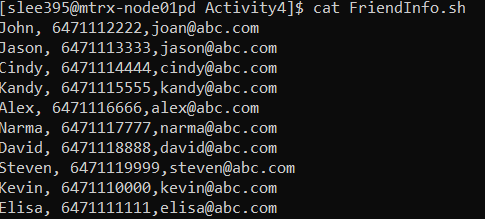 [slee395@mtrx-node01pd Activity4]$ cat FriendInfo.sh
John, 6471112222,joan@abc.com
Jason, 6471113333,jason@abc.com
Cindy, 6471114444,cindy@abc.com
Kandy, 6471115555,kandy@abc.com
Alex, 6471116666,alex@abc.com
Narma, 6471117777,narma@abc.com
David, 6471118888,david@abc.com
Steven, 6471119999,steven@abc.com
Kevin, 6471110000,kevin@abc.com
Elisa, 6471111111,elisa@abc.com